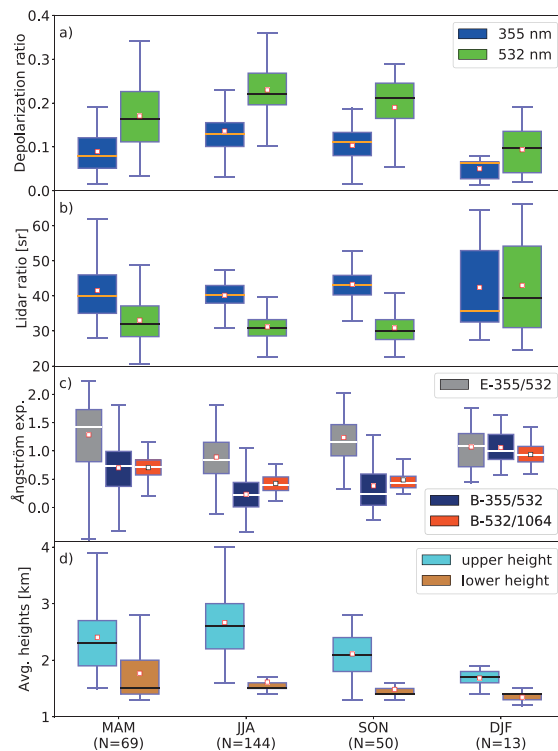 a)
355 nm
532 nm
Depolarization ratio
0.4
0.3
0.2
0.1
0.0
b)
Lidar ratio [sr]
60
50
40
30
20
c)
E-355/532
B-355/532
B-532/1064
Ångström exp.
2.0
1.5
1.0
0.5
0.0
d)
upper height
lower height
Avg. heights [km]
4
3
2
1
MAM JJA SON DJF
(N=69) (N=144) (N=50) (N=13)